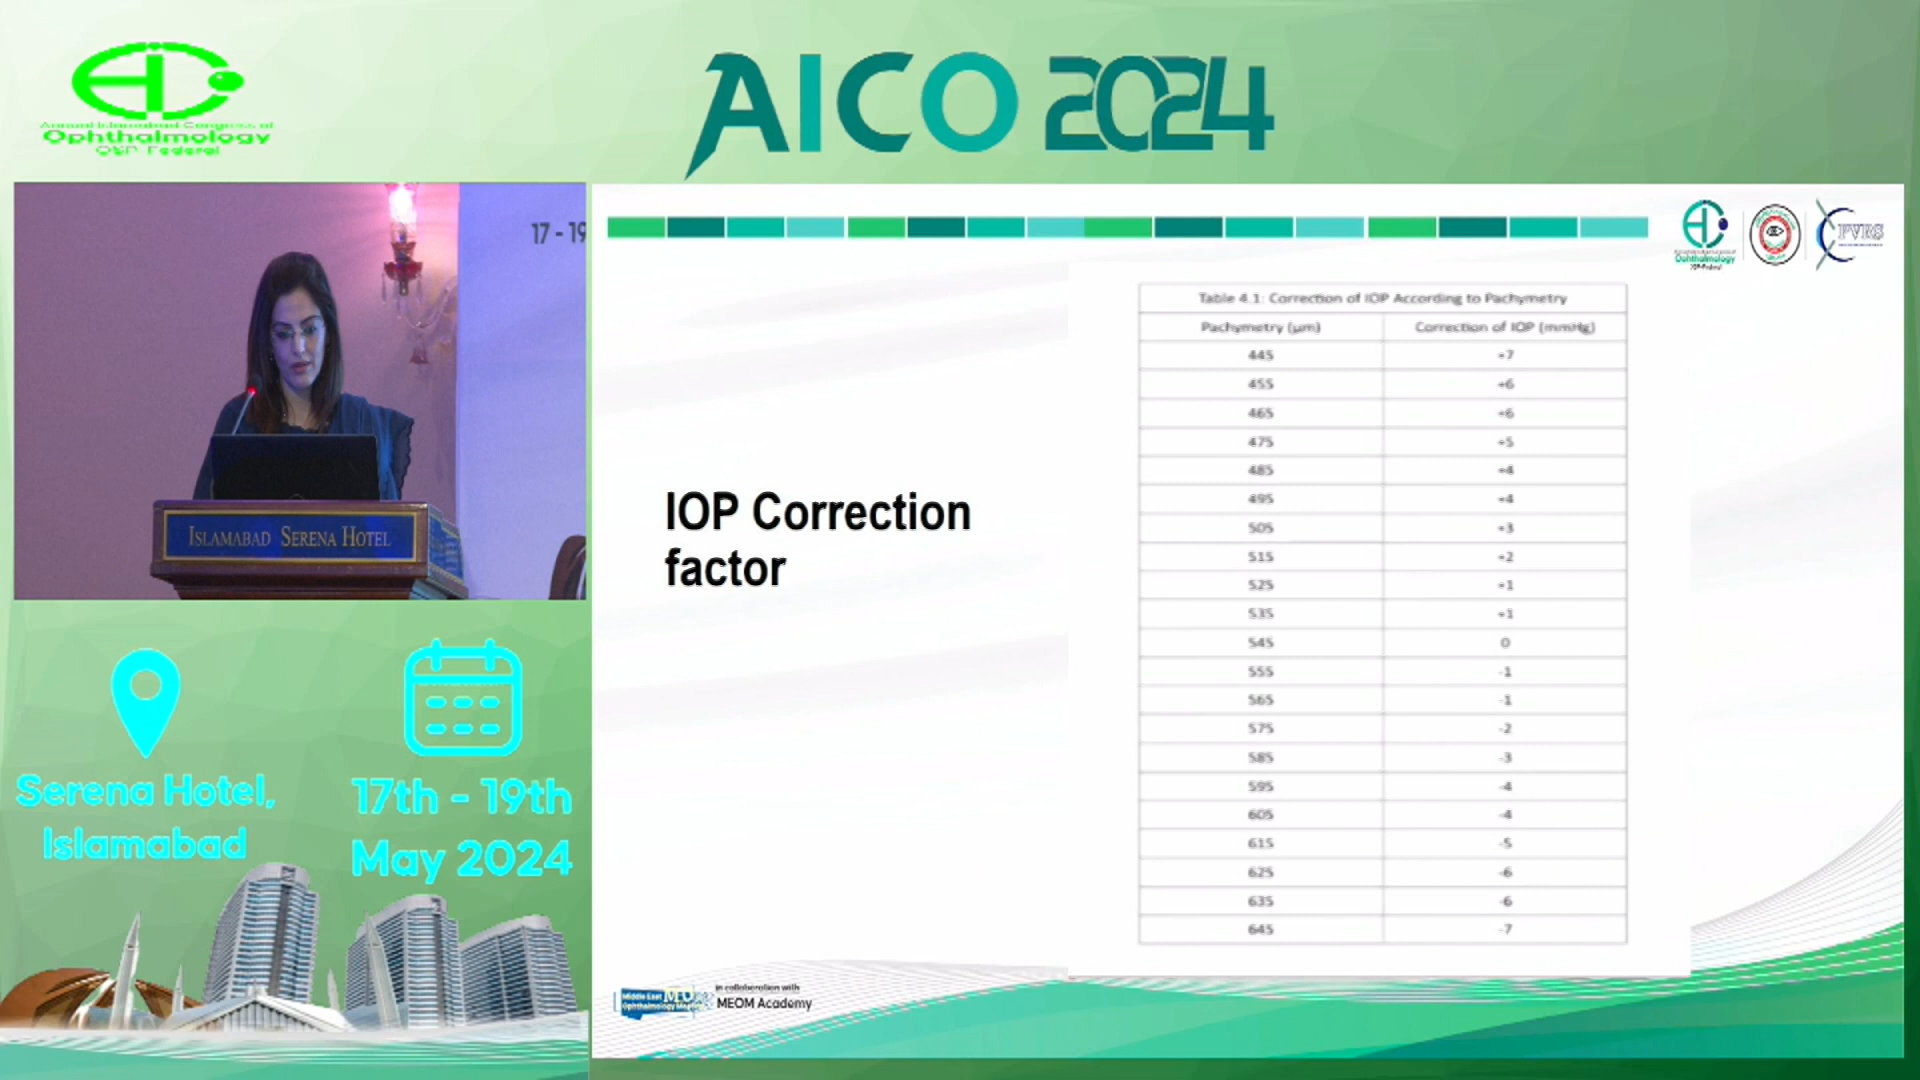 Annual Islamabad Congress of
Ophthalmology
OSP Federal
AICO 2024
17 - 19
ISLAMABAD SERENA HOTEL
Serena Hotel,
Islamabad
17th - 19th
May 2024
Ophthalmology
PVRS
IOP Correction
factor
Table 4.1: Correction of IOP According to Pachymetry
Pachymetry (µm) Correction of IOP (mmHg)
445 +7
455 +6
465 +6
475 +5
485 +4
495 +4
505 +3
515 +2
525 +1
535 +1
545 0
555 -1
565 -1
575 -2
585 -3
595 -4
605 -4
615 -5
625 -6
635 -6
645 -7
Middle East
in collaboration with
MEOM Academy